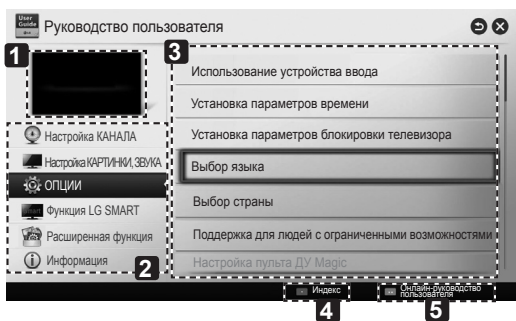 User Guide
Руководство пользователя
1
3
Настройка КАНАЛА
Настройка КАРТИНКИ, ЗВУКА
ОПЦИИ
Функция LG SMART
Расширенная функция
Информация
2
Использование устройства ввода
Установка параметров времени
Установка параметров блокировки телевизора
Выбор языка
Выбор страны
Поддержка для людей с ограниченными возможностями
Настройка пульта ДУ Magic
Индекс
Онлайн-руководство
пользователя
4
5